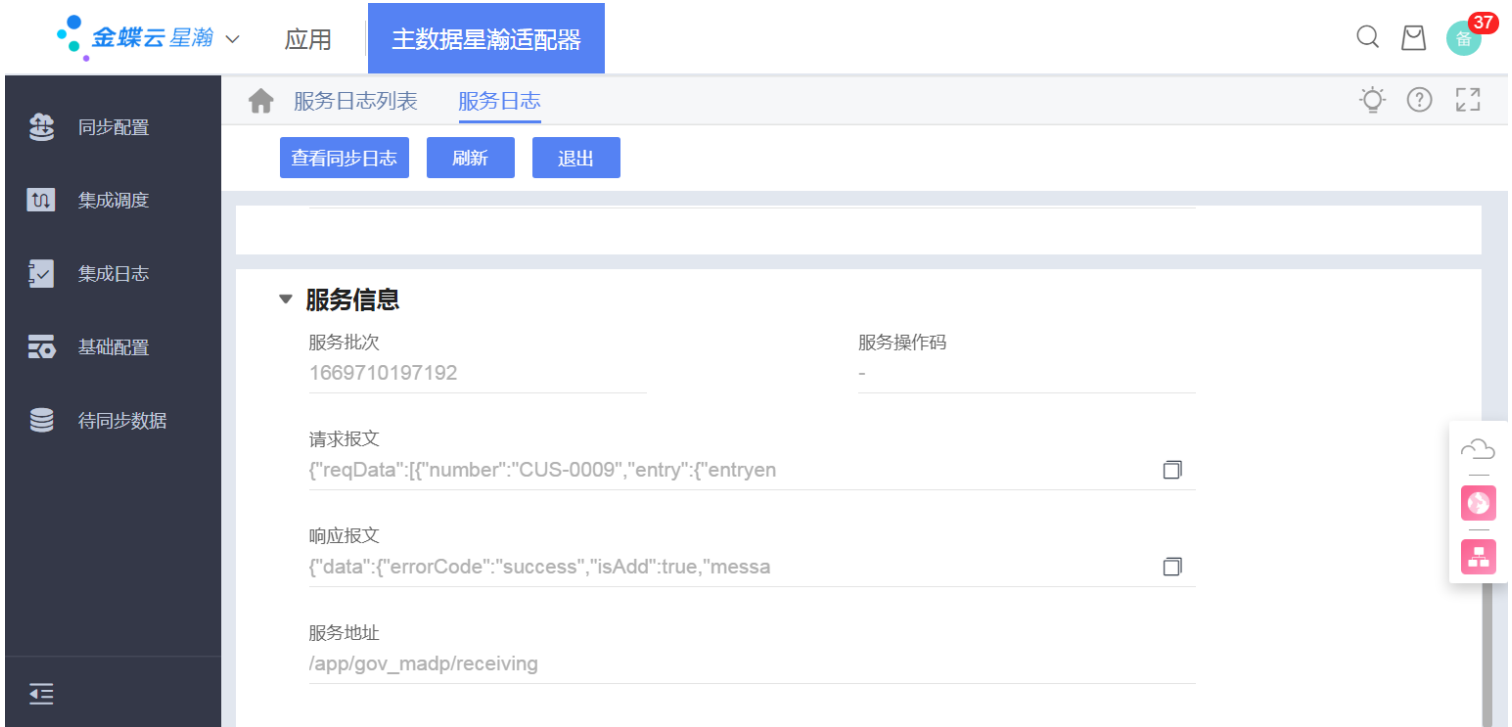 金蝶云 星瀚 应用 主数据星瀚适配器 备 37
服务日志列表 服务日志
同步配置
查看同步日志 刷新 退出
集成调度
集成日志
服务信息
服务批次 服务操作码
基础配置
1669710197192 -
待同步数据
请求报文
{"reqData":[{"number":"CUS-0009","entry":{"entryen
响应报文
{"data":{"errorCode":"success","isAdd":true,"messa
服务地址
/app/gov_madp/receiving